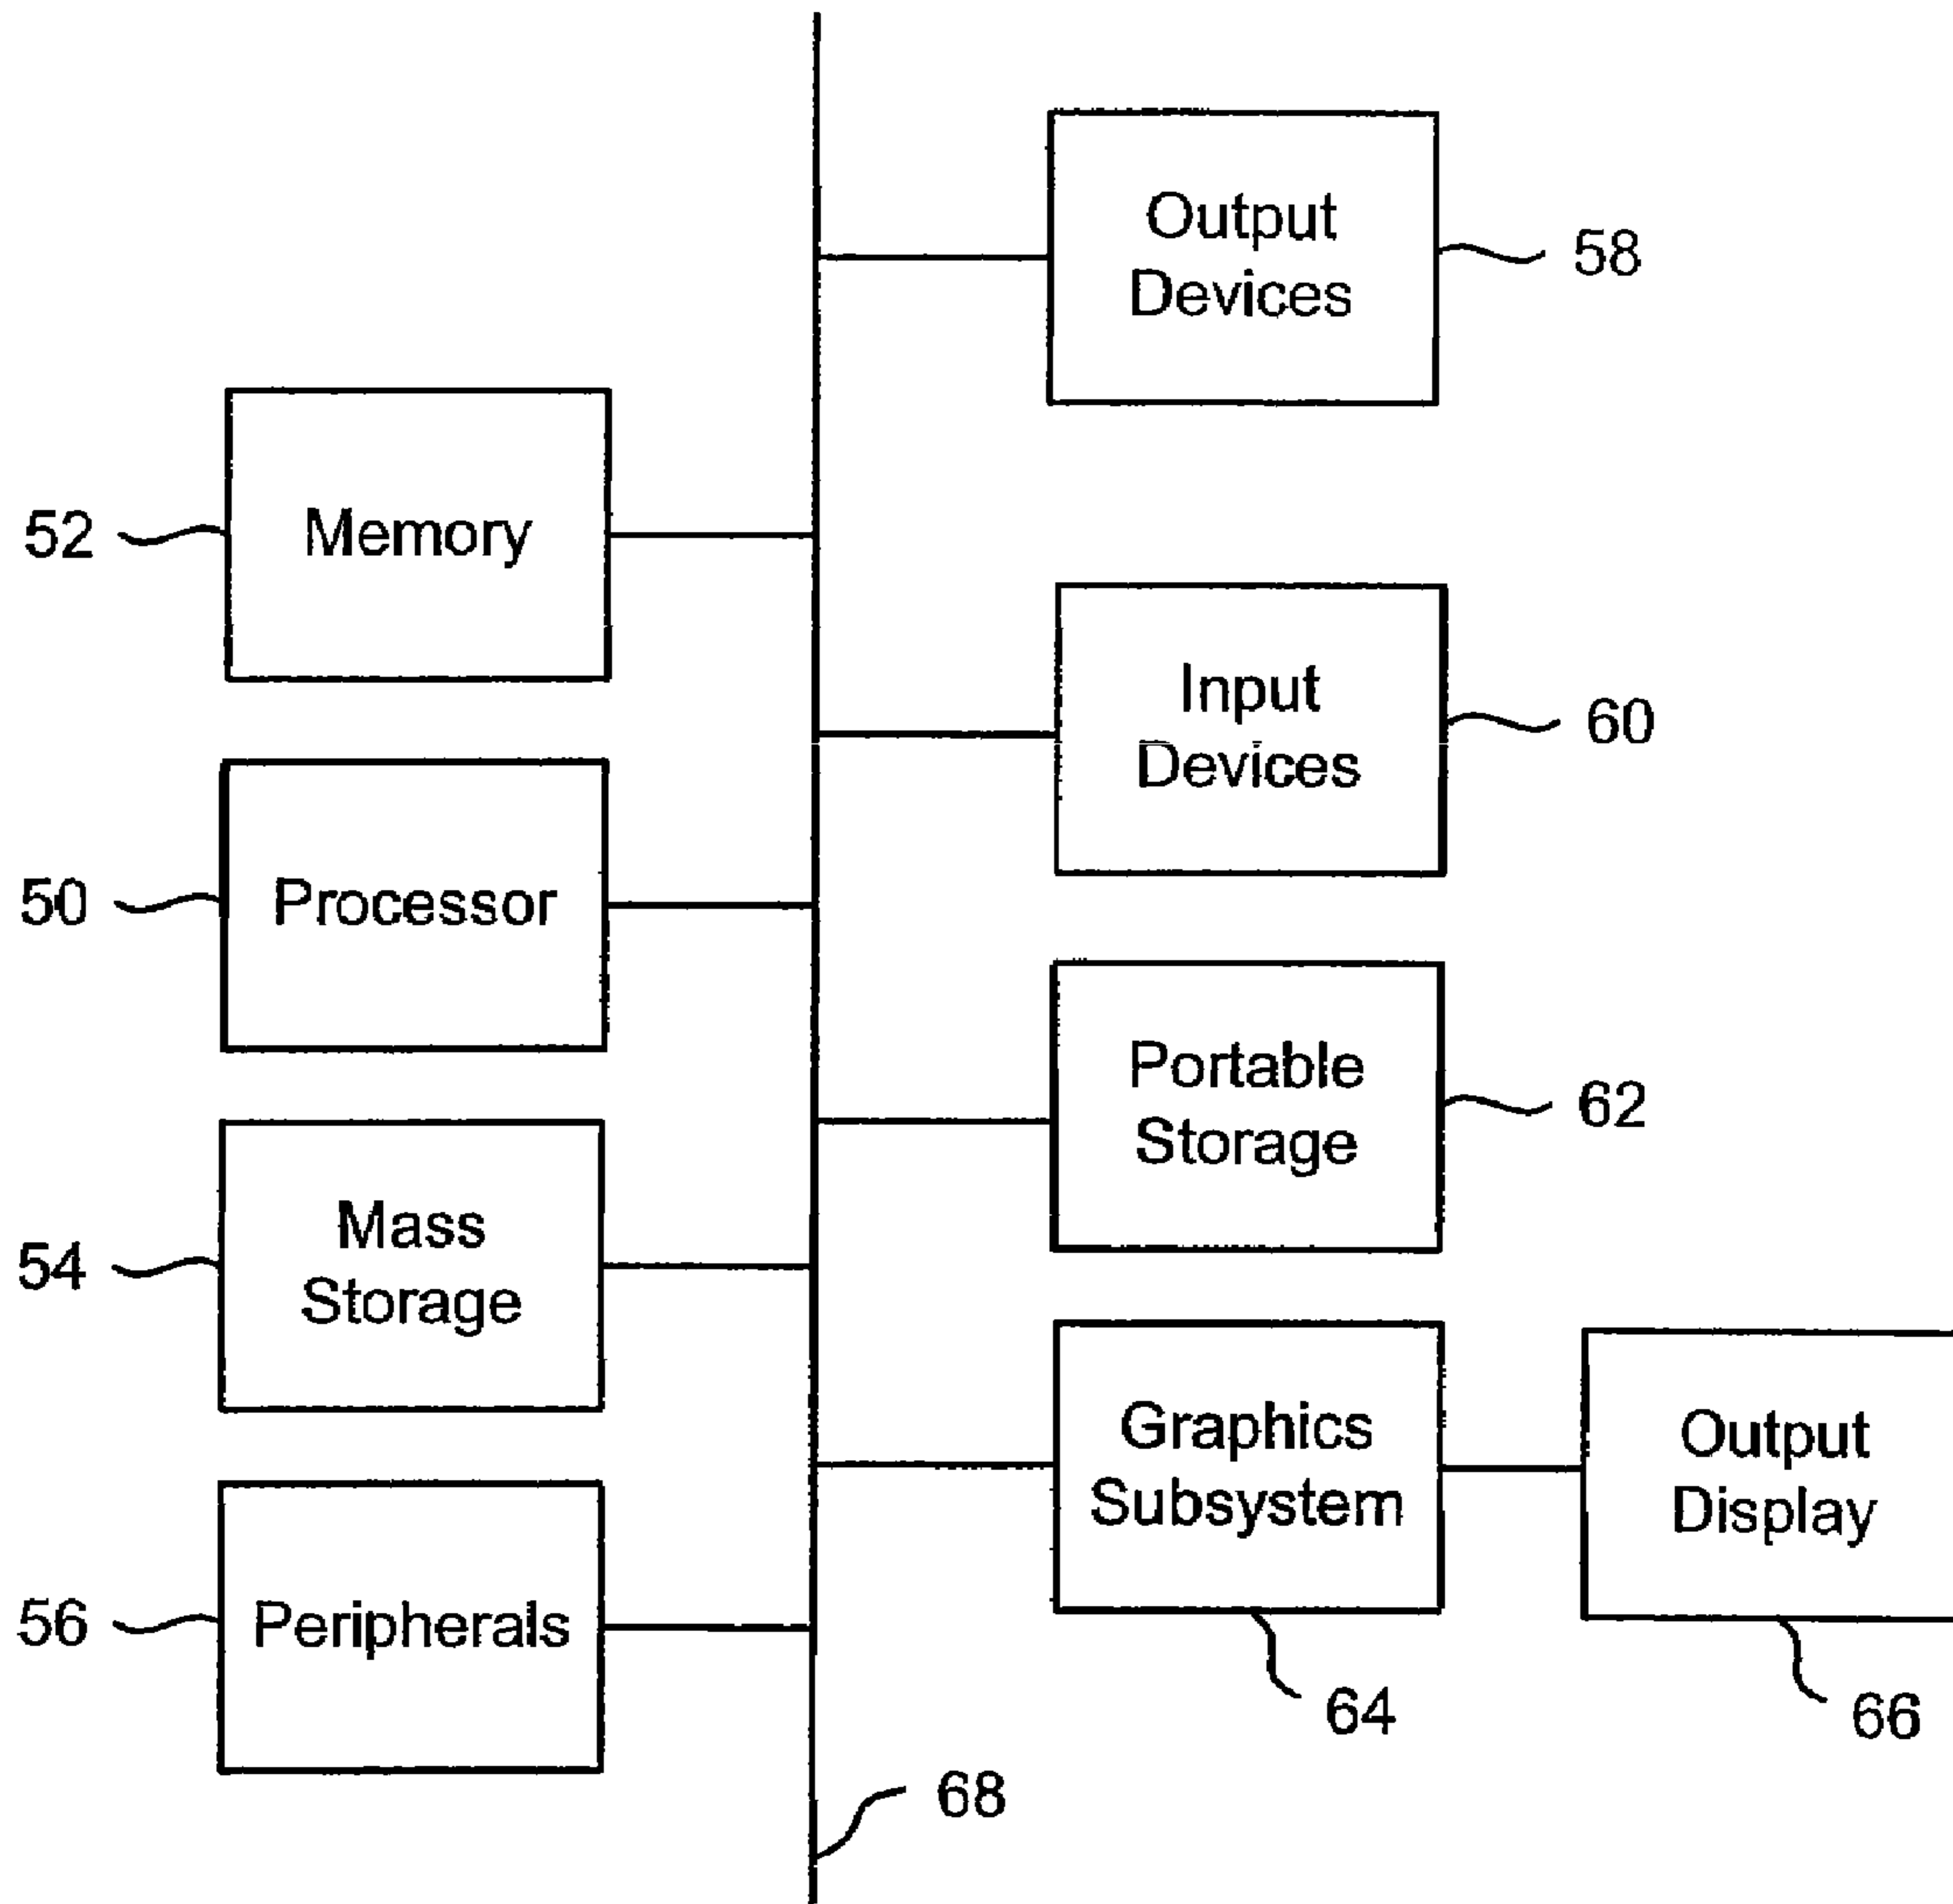 Output
Devices
58
52
Memory
Input
Devices
60
50
Processor
Portable
Storage
62
54
Mass
Storage
Graphics
Subsystem
Output
Display
56
Peripherals
64
66
68